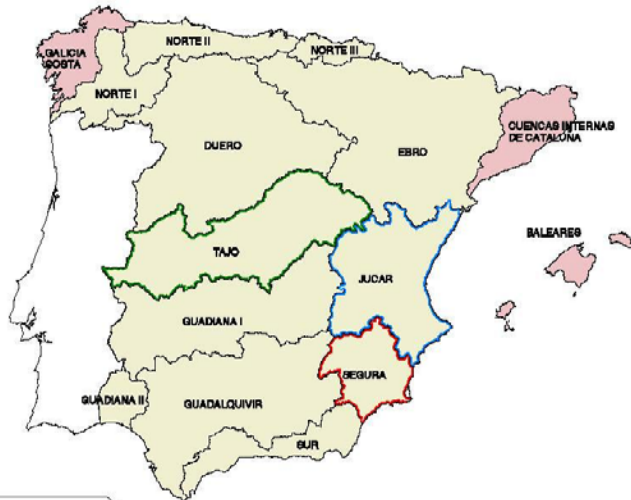 NORTE II
NORTE III
GALICIA
COSTA
NORTE I
CUENCAS INTERNAS
DE CATALUNA
DUERO
EBRO
BALEARES
TAJO
JUCAR
GUADIANA I
SEGURA
GUADIANA II
GUADALQUIVIR
SUR